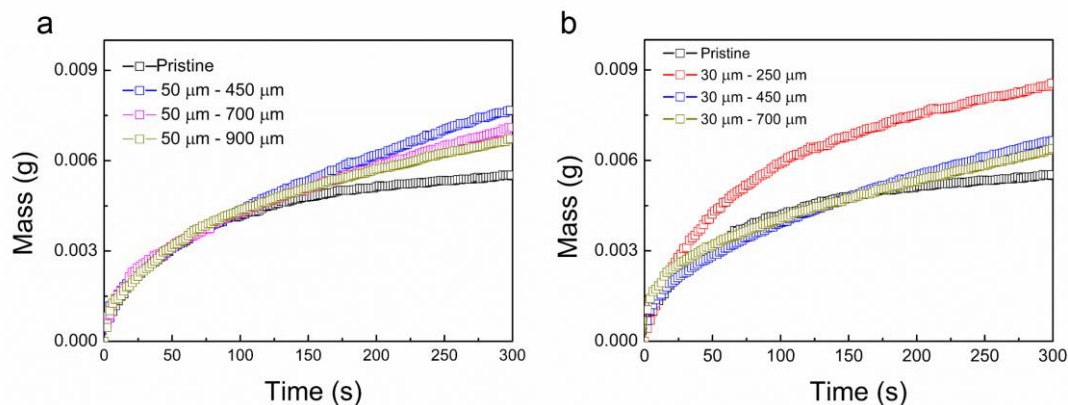 a
Mass (g)
0.009
0.006
0.003
0.000
Pristine
50 μm - 450 μm
50 μm - 700 μm
50 μm - 900 μm
0 50 100 150 200 250 300
Time (s)
b
Mass (g)
0.009
0.006
0.003
0.000
Pristine
30 μm - 250 μm
30 μm - 450 μm
30 μm - 700 μm
0 50 100 150 200 250 300
Time (s)